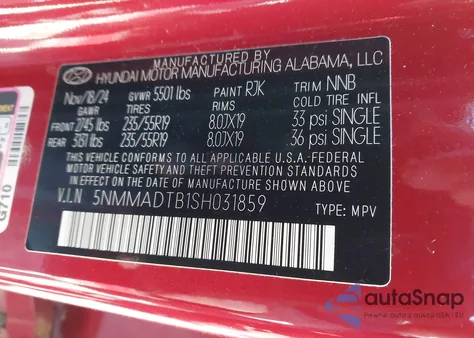 MANUFACTURED BY
HYUNDAI MOTOR MANUFACTURING ALABAMA, LLC
Nov/18/24 GVWR 5501 lbs PAINT RJK TRIM NNB
GAWR TIRES RIMS COLD TIRE INFL
FRONT 2745 lbs 235/55R19 8.0JX19 33 psi SINGLE
REAR 3151 lbs 235/55R19 8.0JX19 36 psi SINGLE
THIS VEHICLE CONFORMS TO ALL APPLICABLE U.S.A. FEDERAL
MOTOR VEHICLE SAFETY AND THEFT PREVENTION STANDARDS
IN EFFECT ON THE DATE OF MANUFACTURE SHOWN ABOVE.
V.I.N 5NMMADTB1SH031859 TYPE: MPV
G710
autoSnap